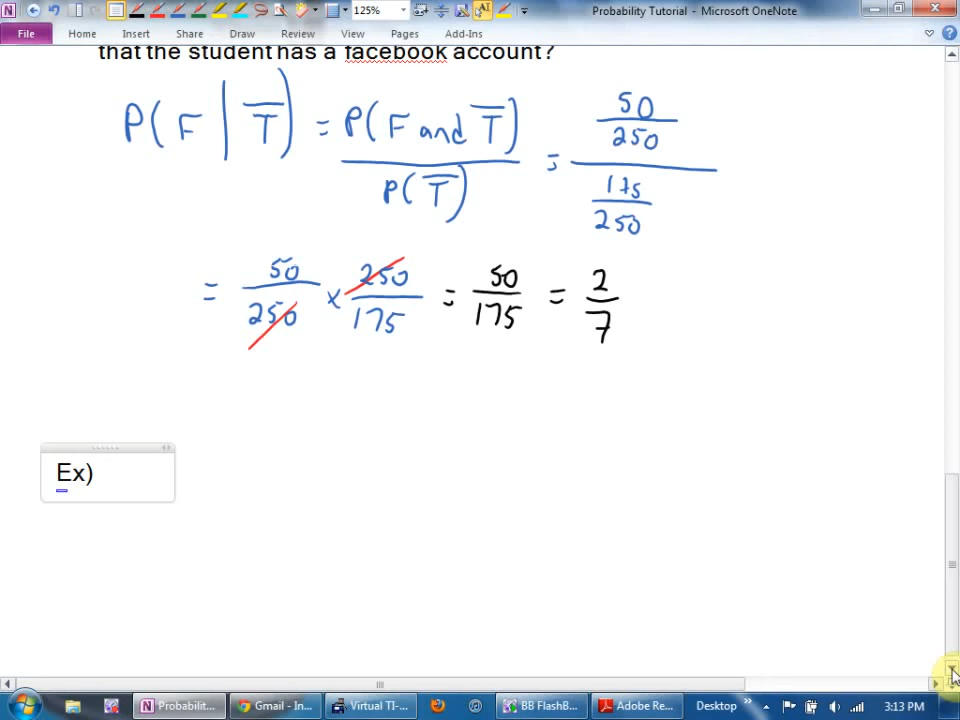 Probability Tutorial - Microsoft OneNote
125%
File Home Insert Share Draw Review View Pages Add-Ins
that the student has a facebook account?
P( F | T̅ ) = P( F and T̅ ) / P( T̅ ) = (50/250) / (175/250)
= 50/250 x 250/175 = 50/175 = 2/7
Ex)
Probabilit... Gmail - In... Virtual TI-... BB FlashB... Adobe Re... Desktop » 3:13 PM